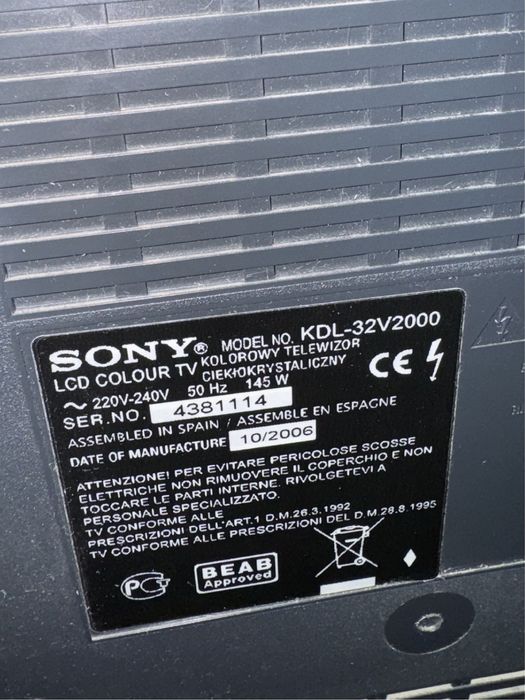 SONY® MODEL NO. KDL-32V2000
LCD COLOUR TV KOLOROWY TELEWIZOR CIEKŁOKRYSTALICZNY
~ 220V-240V 50 Hz 145 W
SER.NO. 4381114
ASSEMBLED IN SPAIN / ASSEMBLE EN ESPAGNE
DATE OF MANUFACTURE 10/2006
CE
ATTENZIONE! PER EVITARE PERICOLOSE SCOSSE
ELETTRICHE NON RIMUOVERE IL COPERCHIO E NON
TOCCARE LE PARTI INTERNE. RIVOLGETEVI A
PERSONALE SPECIALIZZATO.
TV CONFORME ALLE
PRESCRIZIONI DELL'ART.1 D.M.26.3.1992
TV CONFORME ALLE PRESCRIZIONI DEL D.M.28.8.1995
BEAB
Approved